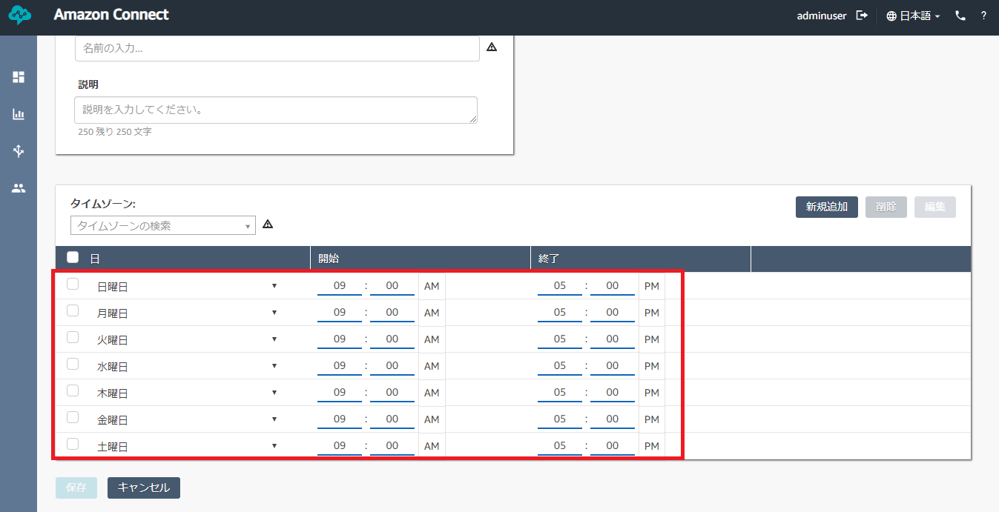 Amazon Connect adminuser 日本語 ?
名前の入力...
説明
説明を入力してください。
250 残り 250 文字
タイムゾーン:
新規追加 削除 編集
タイムゾーンの検索
日 開始 終了
日曜日 09 : 00 AM 05 : 00 PM
月曜日 09 : 00 AM 05 : 00 PM
火曜日 09 : 00 AM 05 : 00 PM
水曜日 09 : 00 AM 05 : 00 PM
木曜日 09 : 00 AM 05 : 00 PM
金曜日 09 : 00 AM 05 : 00 PM
土曜日 09 : 00 AM 05 : 00 PM
保存 キャンセル